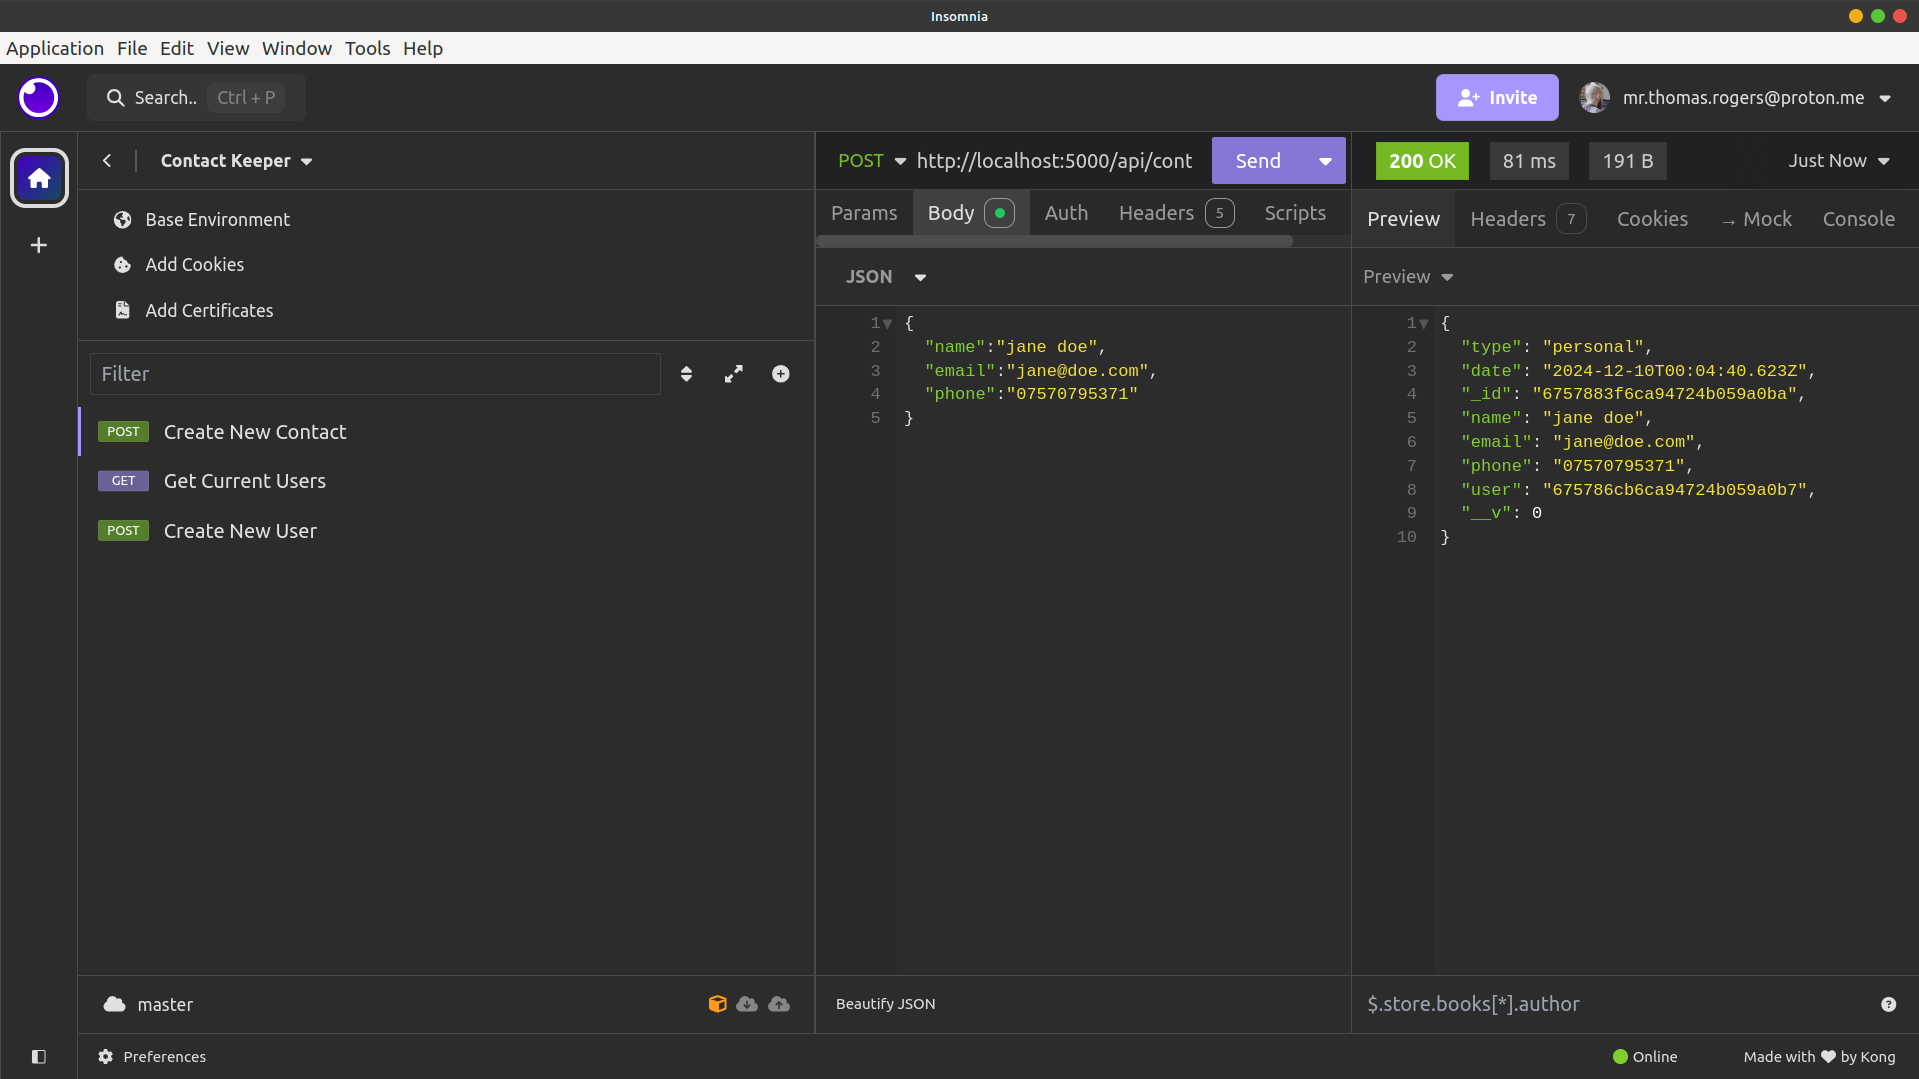 Insomnia
Application File Edit View Window Tools Help
Search.. Ctrl + P
Invite
mr.thomas.rogers@proton.me
Contact Keeper
Base Environment
Add Cookies
Add Certificates
Filter
POST Create New Contact
GET Get Current Users
POST Create New User
master
Preferences
POST http://localhost:5000/api/cont Send
Params Body Auth Headers 5 Scripts
JSON
1 {
2 "name":"jane doe",
3 "email":"jane@doe.com",
4 "phone":"07570795371"
5 }
Beautify JSON
200 OK 81 ms 191 B Just Now
Preview Headers 7 Cookies → Mock Console
Preview
1 {
2 "type": "personal",
3 "date": "2024-12-10T00:04:40.623Z",
4 "_id": "6757883f6ca94724b059a0ba",
5 "name": "jane doe",
6 "email": "jane@doe.com",
7 "phone": "07570795371",
8 "user": "675786cb6ca94724b059a0b7",
9 "__v": 0
10 }
$.store.books[*].author
Online
Made with ♥ by Kong